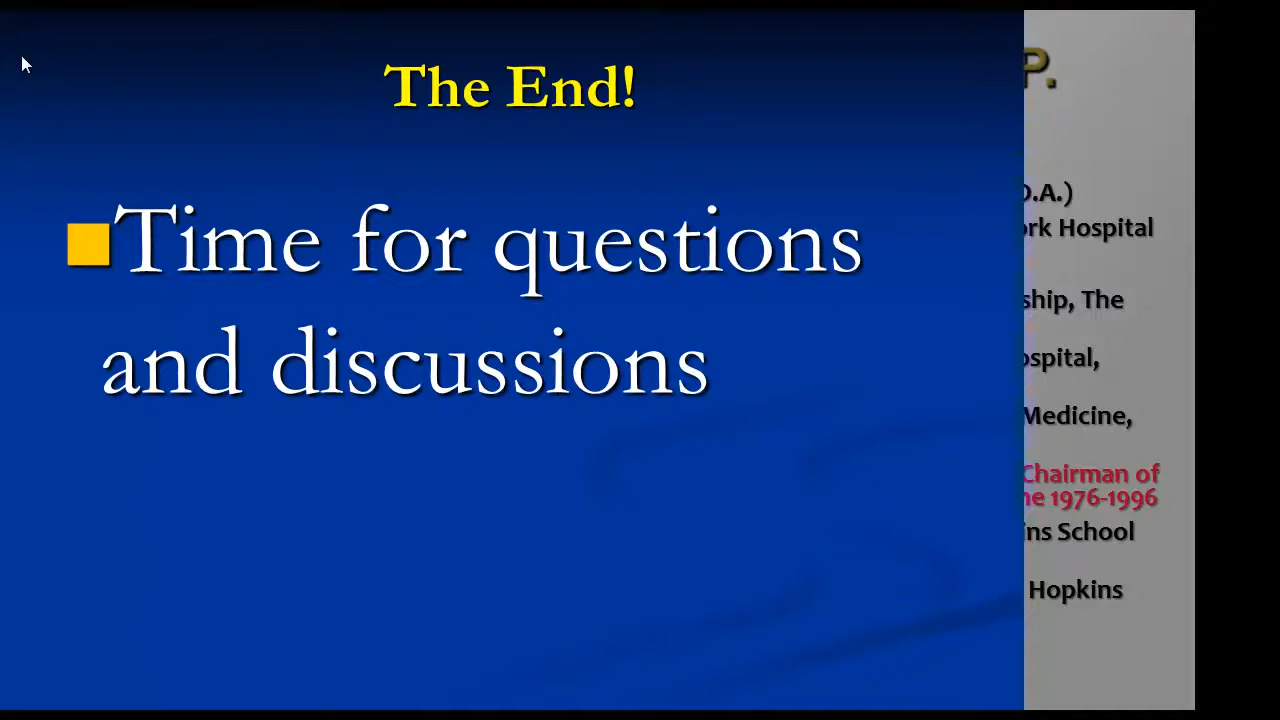 The End!
Time for questions
and discussions
P.
O.A.)
ork Hospital
ship, The
ospital,
Medicine,
Chairman of
ne 1976-1996
ins School
Hopkins